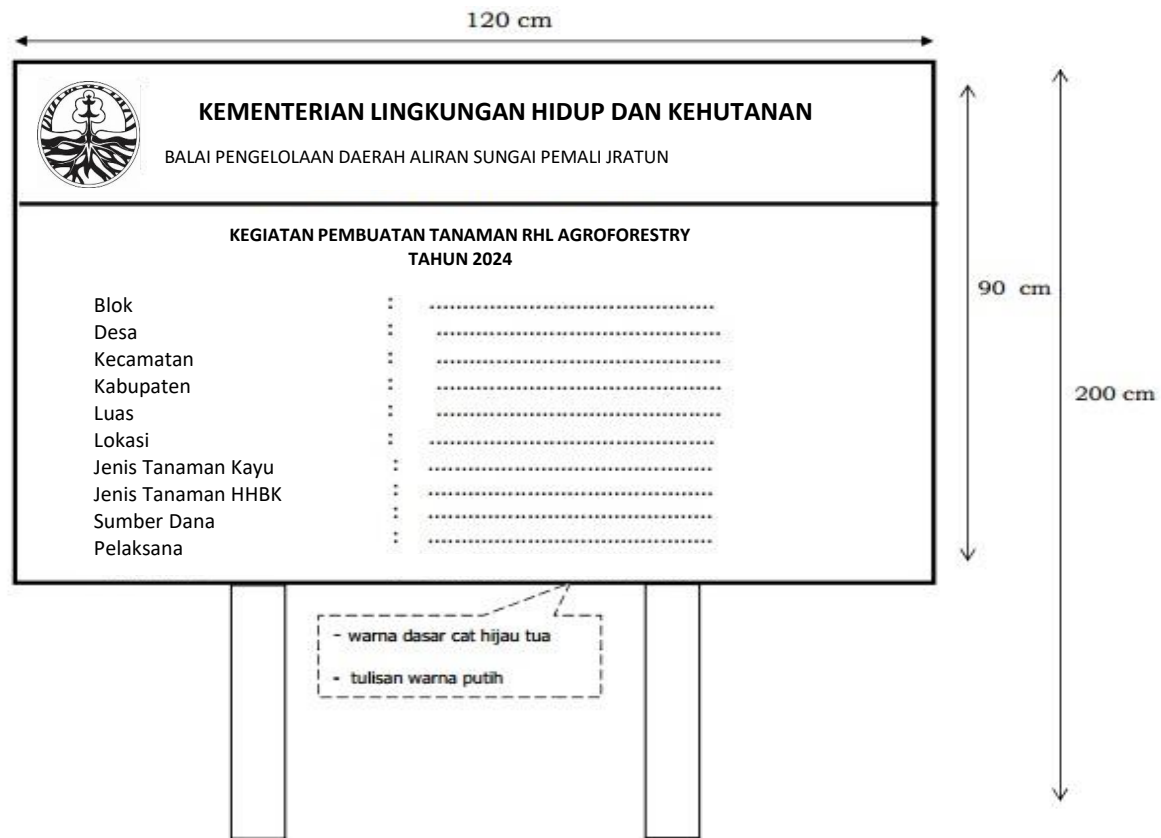 120 cm
KEMENTERIAN LINGKUNGAN HIDUP DAN KEHUTANAN
BALAI PENGELOLAAN DAERAH ALIRAN SUNGAI PEMALI JRATUN
KEGIATAN PEMBUATAN TANAMAN RHL AGROFORESTRY
TAHUN 2024
Blok : ................................................
Desa : ................................................
Kecamatan : ................................................
Kabupaten : ................................................
Luas : ................................................
Lokasi : ................................................
Jenis Tanaman Kayu : ................................................
Jenis Tanaman HHBK : ................................................
Sumber Dana : ................................................
Pelaksana : ................................................
90 cm
200 cm
- warna dasar cat hijau tua
- tulisan warna putih